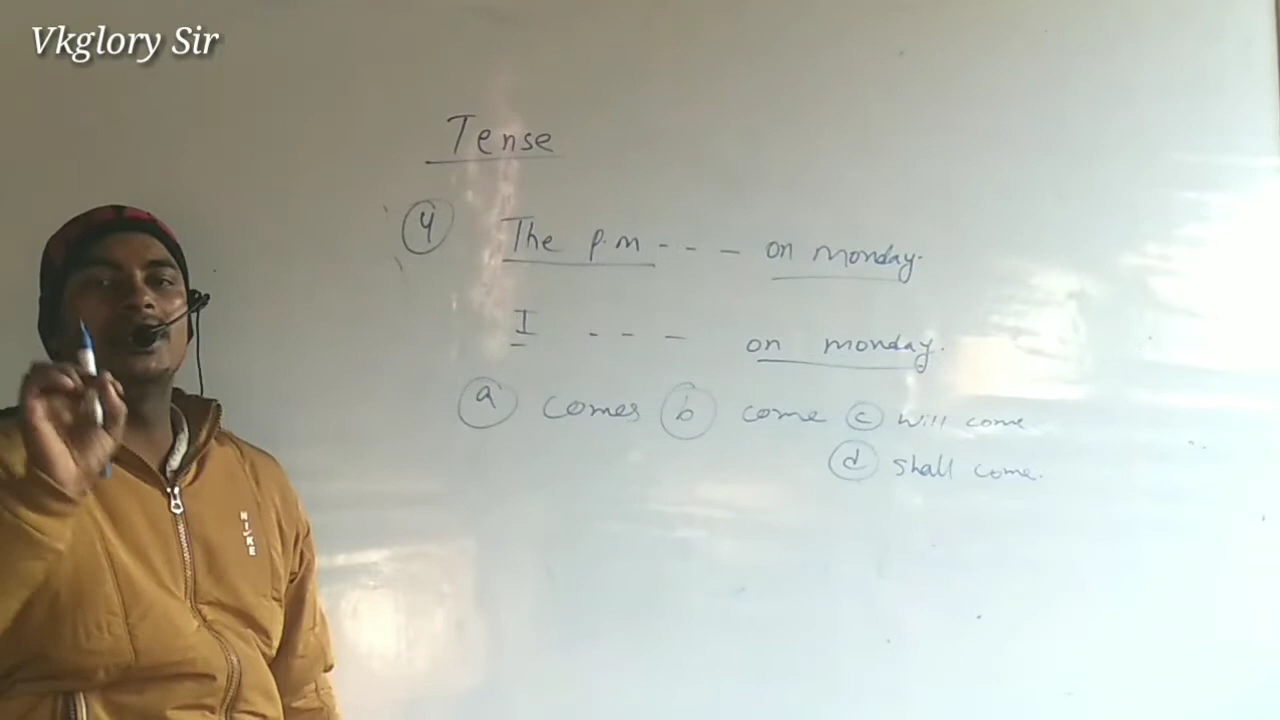 Vkglory Sir
Tense
4 The P.M - - - on monday.
I - - - on monday.
a comes b come c will come
d shall come.
NIKE